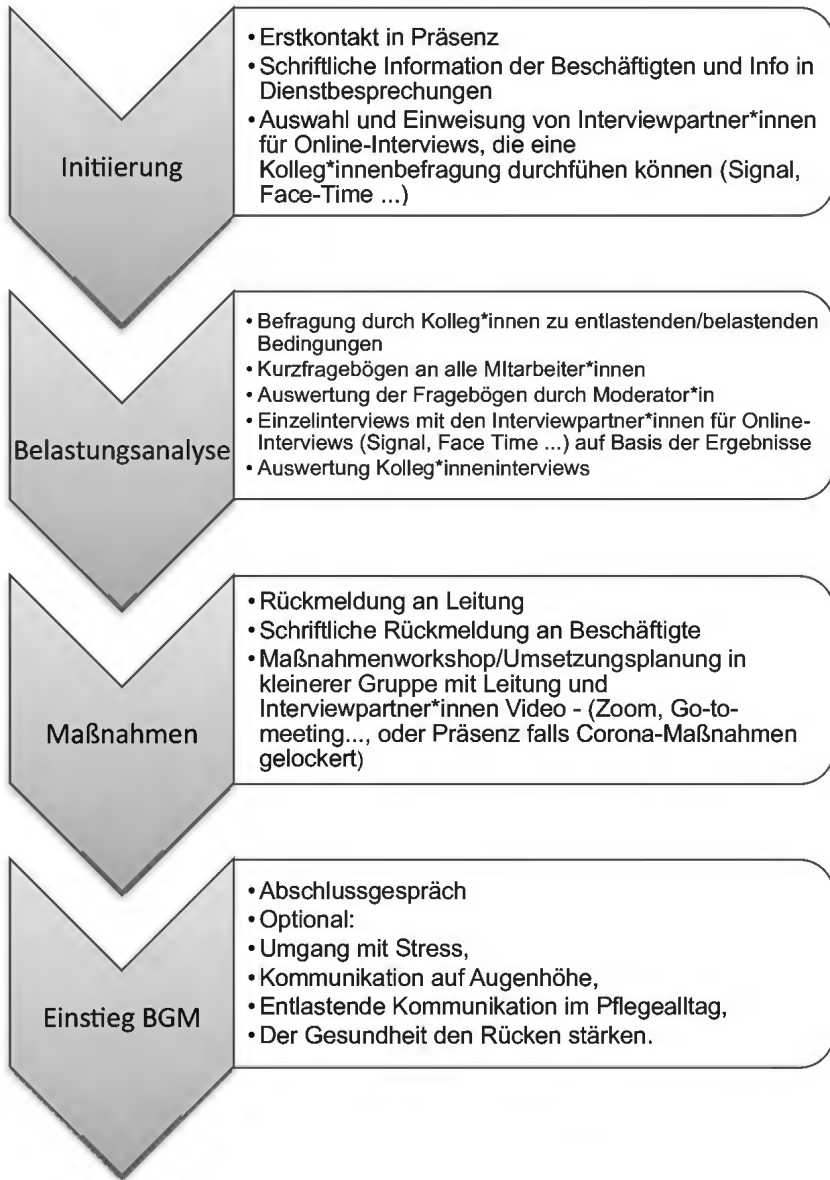 Initiierung
• Erstkontakt in Präsenz
• Schriftliche Information der Beschäftigten und Info in
Dienstbesprechungen
• Auswahl und Einweisung von Interviewpartner*innen
für Online-Interviews, die eine
Kolleg*innenbefragung durchfühen können (Signal,
Face-Time ...)
Belastungsanalyse
• Befragung durch Kolleg*innen zu entlastenden/belastenden
Bedingungen
• Kurzfragebögen an alle MItarbeiter*innen
• Auswertung der Fragebögen durch Moderator*in
• Einzelinterviews mit den Interviewpartner*innen für Online-
Interviews (Signal, Face Time ...) auf Basis der Ergebnisse
• Auswertung Kolleg*inneninterviews
Maßnahmen
• Rückmeldung an Leitung
• Schriftliche Rückmeldung an Beschäftigte
• Maßnahmenworkshop/Umsetzungsplanung in
kleinerer Gruppe mit Leitung und
Interviewpartner*innen Video - (Zoom, Go-to-
meeting..., oder Präsenz falls Corona-Maßnahmen
gelockert)
Einstieg BGM
• Abschlussgespräch
• Optional:
• Umgang mit Stress,
• Kommunikation auf Augenhöhe,
• Entlastende Kommunikation im Pflegealltag,
• Der Gesundheit den Rücken stärken.